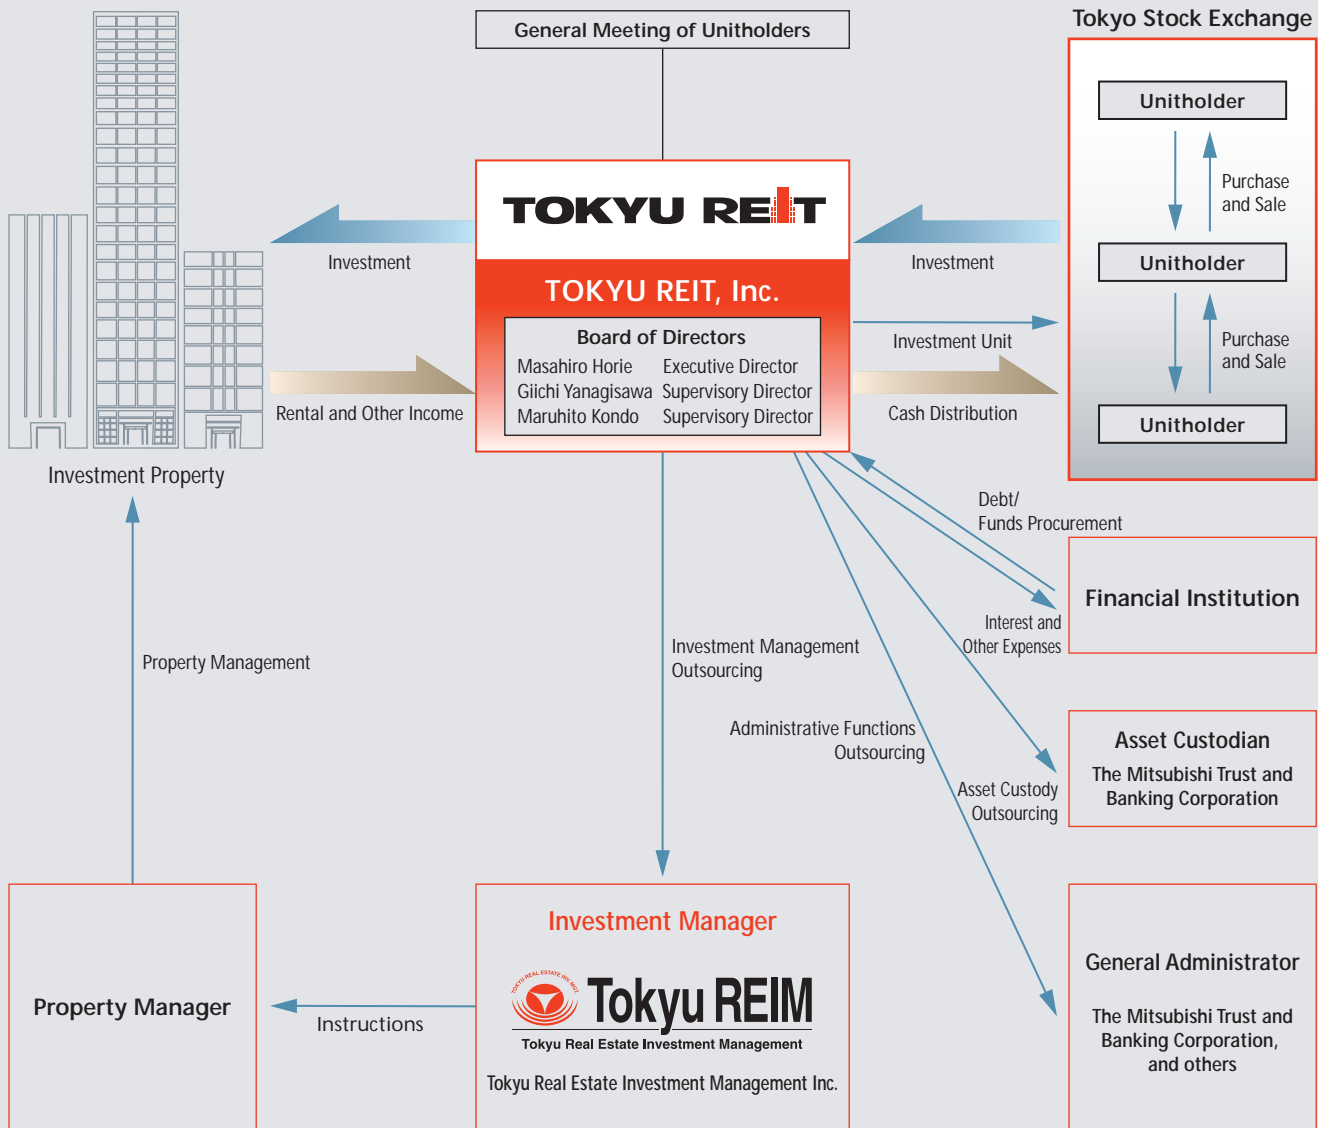 General Meeting of Unitholders
Tokyo Stock Exchange
Unitholder
Purchase
and Sale
Unitholder
Purchase
and Sale
Unitholder
TOKYU REIT
TOKYU REIT, Inc.
Board of Directors
Masahiro Horie Executive Director
Giichi Yanagisawa Supervisory Director
Maruhito Kondo Supervisory Director
Investment
Rental and Other Income
Investment
Investment Unit
Cash Distribution
Investment Property
Debt/
Funds Procurement
Financial Institution
Interest and
Other Expenses
Property Management
Investment Management
Outsourcing
Administrative Functions
Outsourcing
Asset Custody
Outsourcing
Asset Custodian
The Mitsubishi Trust and
Banking Corporation
Property Manager
Instructions
Investment Manager
TOKYU REAL ESTATE INV. MGT.
Tokyu REIM
Tokyu Real Estate Investment Management
Tokyu Real Estate Investment Management Inc.
General Administrator
The Mitsubishi Trust and
Banking Corporation,
and others